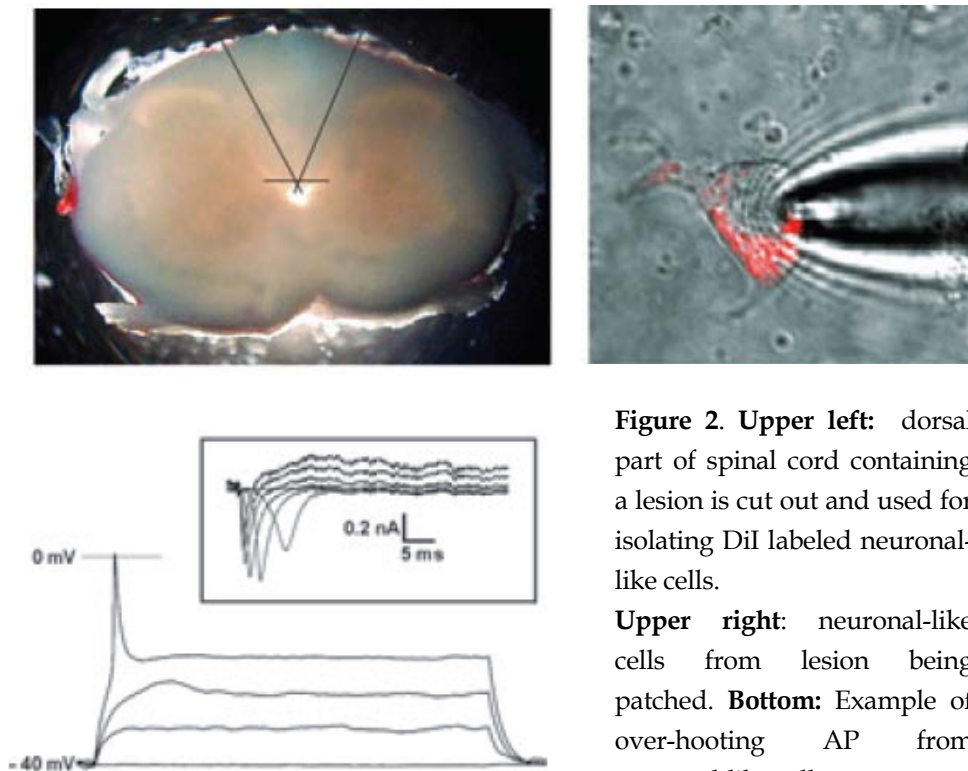 0.2 nA
5 ms
0 mV
- 40 mV
Figure 2. Upper left: dorsal
part of spinal cord containing
a lesion is cut out and used for
isolating DiI labeled neuronal-
like cells.
Upper right: neuronal-like
cells from lesion being
patched. Bottom: Example of
over-hooting AP from